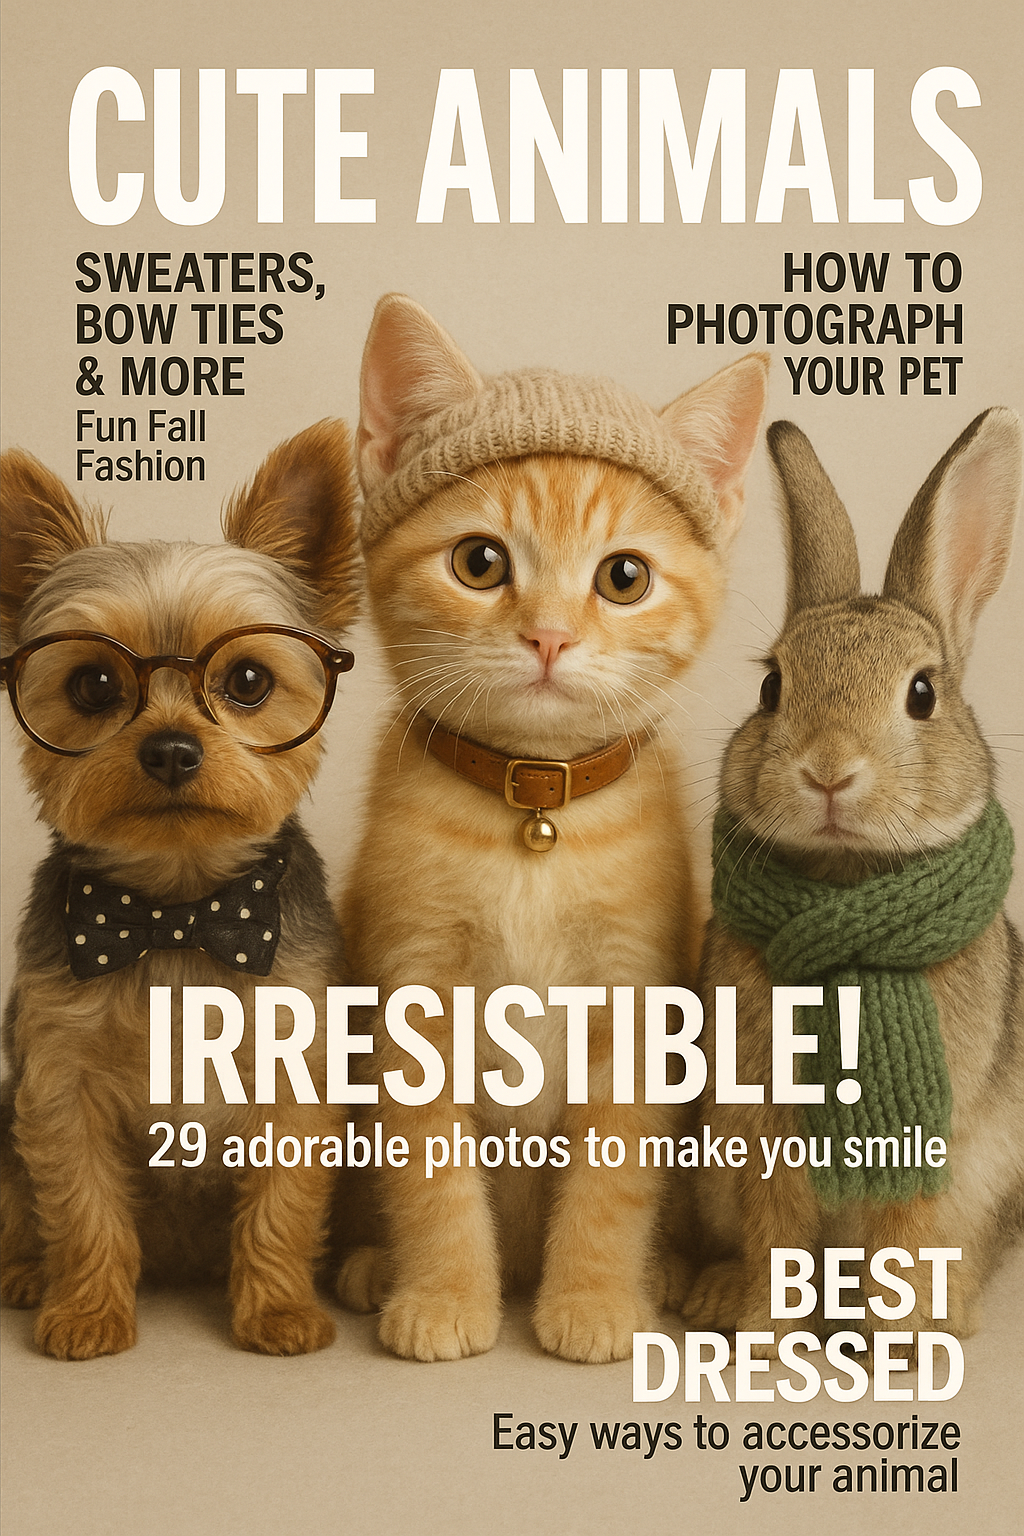 CUTE ANIMALS
SWEATERS,
BOW TIES
& MORE
Fun Fall
Fashion
HOW TO
PHOTOGRAPH
YOUR PET
IRRESISTIBLE!
29 adorable photos to make you smile
BEST
DRESSED
Easy ways to accessorize
your animal